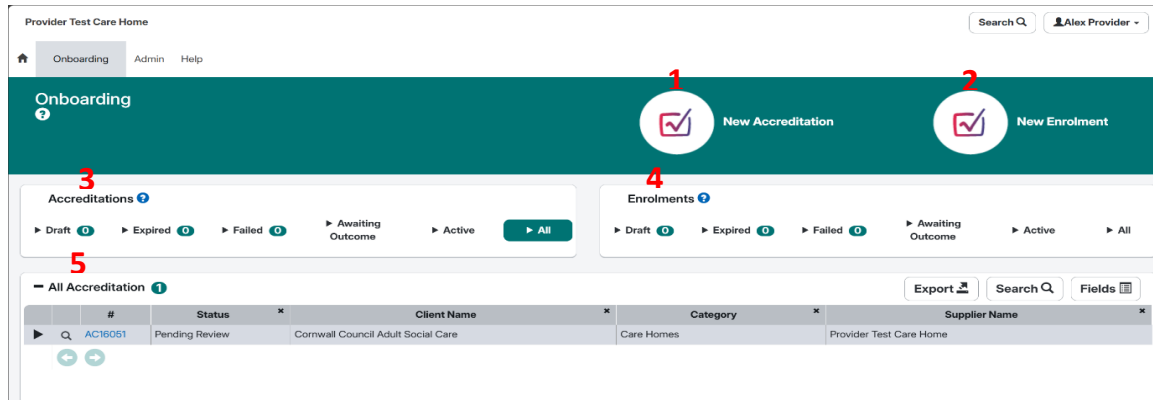 Provider Test Care Home
Search
Alex Provider
Onboarding Admin Help
1 2
Onboarding
?
New Accreditation
New Enrolment
3 4
Accreditations ?
Draft 0 Expired 0 Failed 0 Awaiting Outcome Active All
Enrolments ?
Draft 0 Expired 0 Failed 0 Awaiting Outcome Active All
5
All Accreditation 1
Export Search Fields
# Status Client Name Category Supplier Name
AC16051 Pending Review Cornwall Council Adult Social Care Care Homes Provider Test Care Home